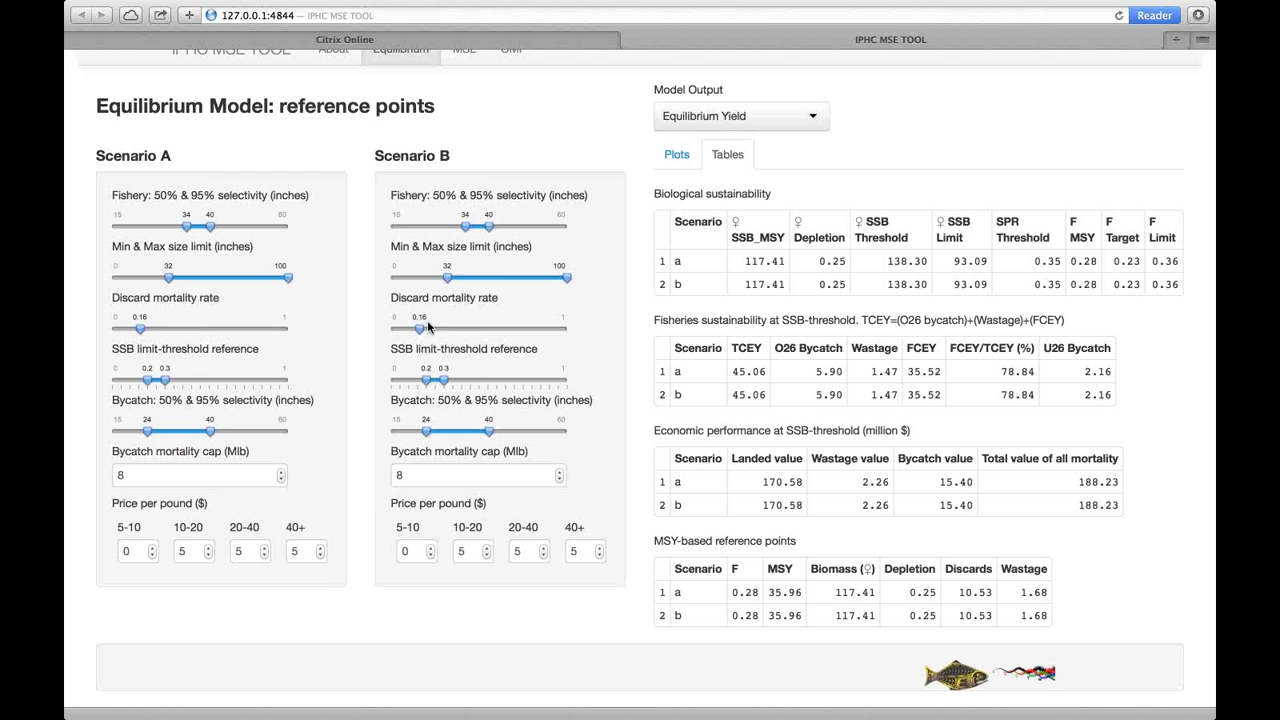 127.0.0.1:4844 — IPHC MSE TOOL
Reader
Citrix Online
IPHC MSE TOOL
IPHC MSE TOOL About Equilibrium MSE OMI
Equilibrium Model: reference points
Scenario A
Fishery: 50% & 95% selectivity (inches)
15 34 40 60
Min & Max size limit (inches)
0 32 100
Discard mortality rate
0 0.16 1
SSB limit-threshold reference
0 0.2 0.3 1
Bycatch: 50% & 95% selectivity (inches)
15 24 40 60
Bycatch mortality cap (Mlb)
8
Price per pound ($)
5-10 10-20 20-40 40+
0 5 5 5
Scenario B
Fishery: 50% & 95% selectivity (inches)
15 34 40 60
Min & Max size limit (inches)
0 32 100
Discard mortality rate
0 0.16 1
SSB limit-threshold reference
0 0.2 0.3 1
Bycatch: 50% & 95% selectivity (inches)
15 24 40 60
Bycatch mortality cap (Mlb)
8
Price per pound ($)
5-10 10-20 20-40 40+
0 5 5 5
Model Output
Equilibrium Yield
Plots Tables
Biological sustainability
Scenario ♀ SSB_MSY ♀ Depletion ♀ SSB Threshold ♀ SSB Limit SPR Threshold F MSY F Target F Limit
1 a 117.41 0.25 138.30 93.09 0.35 0.28 0.23 0.36
2 b 117.41 0.25 138.30 93.09 0.35 0.28 0.23 0.36
Fisheries sustainability at SSB-threshold. TCEY=(O26 bycatch)+(Wastage)+(FCEY)
Scenario TCEY O26 Bycatch Wastage FCEY FCEY/TCEY (%) U26 Bycatch
1 a 45.06 5.90 1.47 35.52 78.84 2.16
2 b 45.06 5.90 1.47 35.52 78.84 2.16
Economic performance at SSB-threshold (million $)
Scenario Landed value Wastage value Bycatch value Total value of all mortality
1 a 170.58 2.26 15.40 188.23
2 b 170.58 2.26 15.40 188.23
MSY-based reference points
Scenario F MSY Biomass (♀) Depletion Discards Wastage
1 a 0.28 35.96 117.41 0.25 10.53 1.68
2 b 0.28 35.96 117.41 0.25 10.53 1.68